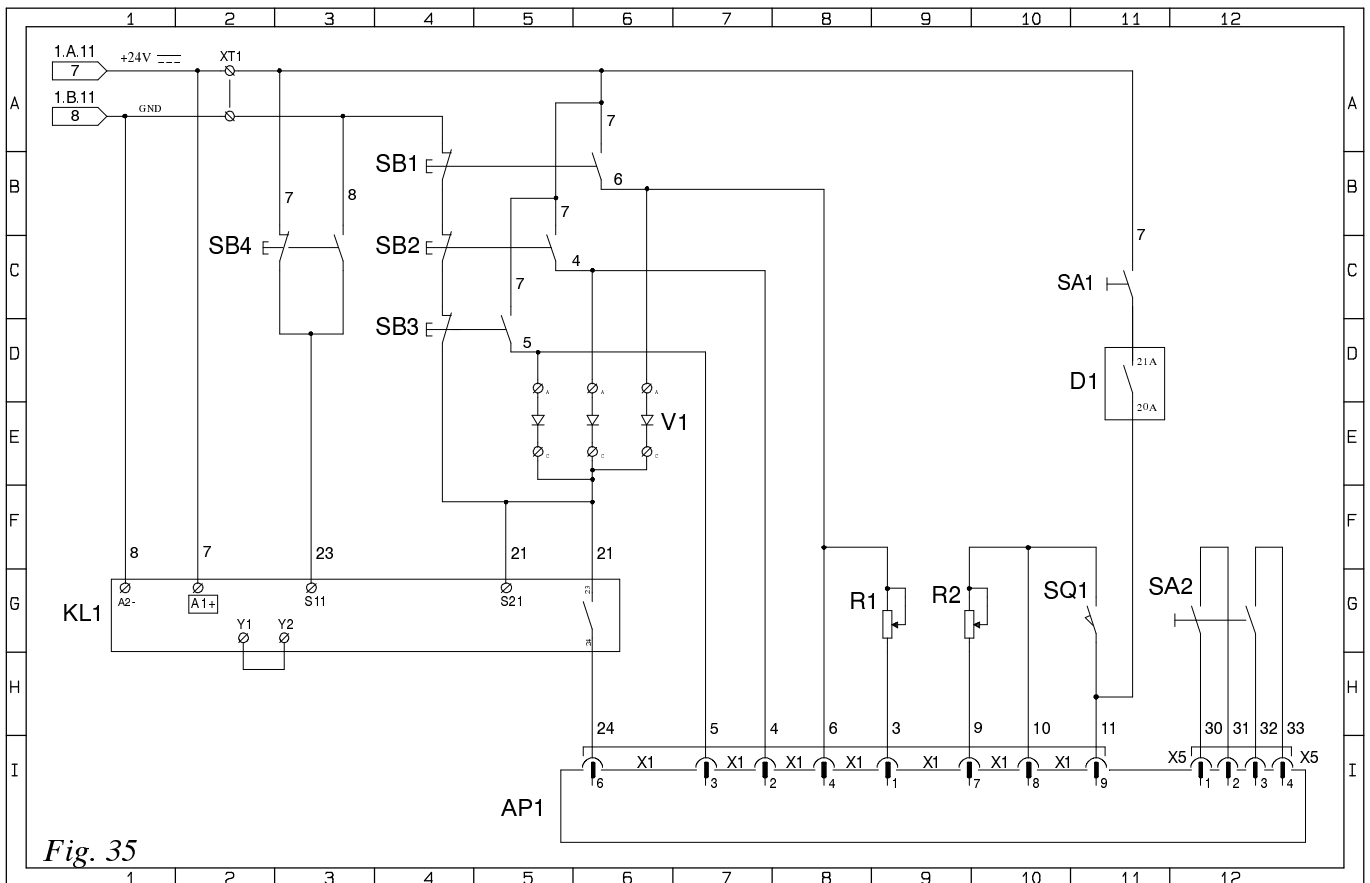 1 2 3 4 5 6 7 8 9 10 11 12
1.A.11
7
+24V
XT1
1.B.11
8
GND
A A
7
SB1
B B
6
7
8
7
SB4
SB2
7
C C
4
7
SA1
SB3
5
D D
21A
D1
20A
A A A
V1
E E
C C C
F F
8 7 23 21 21
KL1
G G
A2-
A1+
S11
S21
23
24
Y1 Y2
R1
R2
SQ1
SA2
H H
24 5 4 6 3 9 10 11 30 31 32 33
I I
X1 X1 X1 X1 X1 X1 X1 X5 X5
6 3 2 4 1 7 8 9 1 2 3 4
AP1
Fig. 35
1 2 3 4 5 6 7 8 9 10 11 12